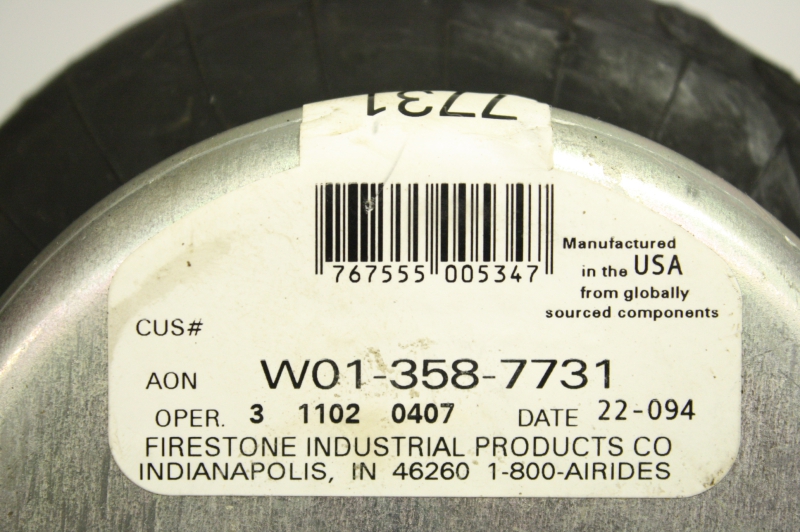 7731
767555 005347
Manufactured
in the USA
from globally
sourced components
CUS#
AON W01-358-7731
OPER. 3 1102 0407 DATE 22-094
FIRESTONE INDUSTRIAL PRODUCTS CO
INDIANAPOLIS, IN 46260 1-800-AIRIDES